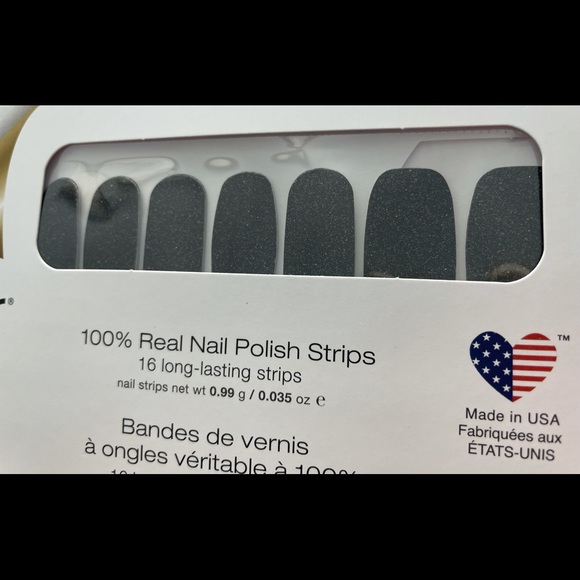 100% Real Nail Polish Strips
16 long-lasting strips
nail strips net wt 0.99 g / 0.035 oz ℮
Bandes de vernis
à ongles véritable à 100%
™
Made in USA
Fabriquées aux
ÉTATS-UNIS
®